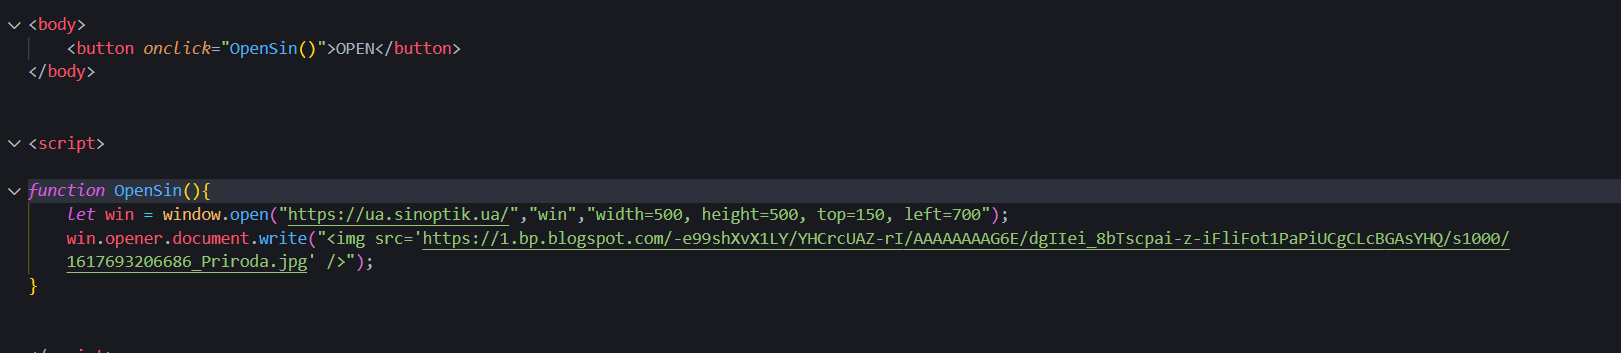 <body>
<button onclick="OpenSin()">OPEN</button>
</body>
<script>
function OpenSin(){
let win = window.open("https://ua.sinoptik.ua/","win","width=500, height=500, top=150, left=700");
win.opener.document.write("<img src='https://1.bp.blogspot.com/-e99shXvX1LY/YHCrcUAZ-rI/AAAAAAAAG6E/dgIIei_8bTscpai-z-iFliFot1PaPiUCgCLcBGAsYHQ/s1000/
1617693206686_Priroda.jpg' />");
}